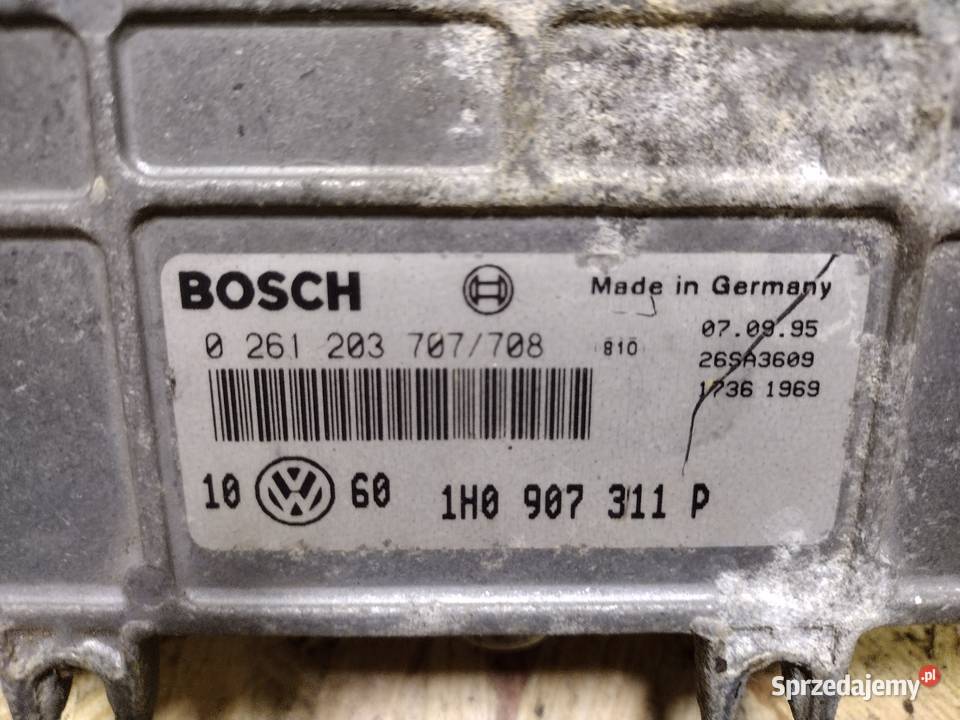 BOSCH
Made in Germany
0 261 203 707/708
810
07.09.95
26SA3609
1736 1969
10 60
1H0 907 311 P
Sprzedajemy.pl